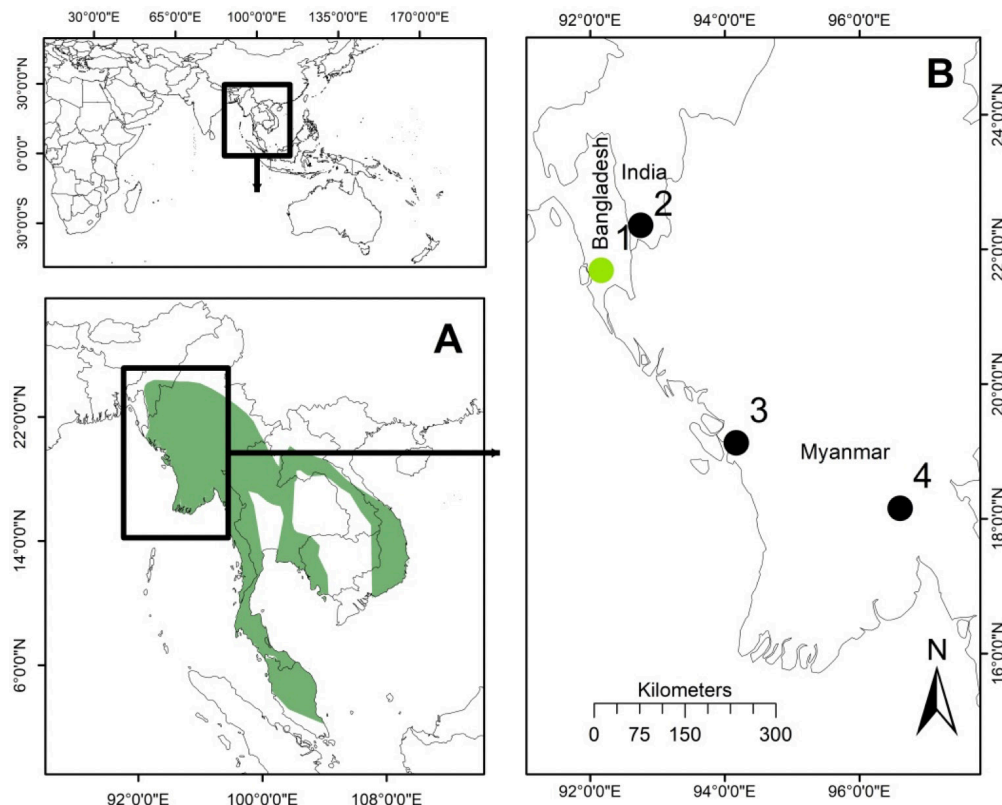 30°0'0"E 65°0'0"E 100°0'0"E 135°0'0"E 170°0'0"E
30°0'0"N
0°0'0"
30°0'0"S
A
22°0'0"N
14°0'0"N
6°0'0"N
92°0'0"E 100°0'0"E 108°0'0"E
92°0'0"E 94°0'0"E 96°0'0"E
B
24°0'0"N
22°0'0"N
20°0'0"N
18°0'0"N
16°0'0"N
Bangladesh
India
2
1
3
Myanmar
4
N
Kilometers
0 75 150 300
92°0'0"E 94°0'0"E 96°0'0"E